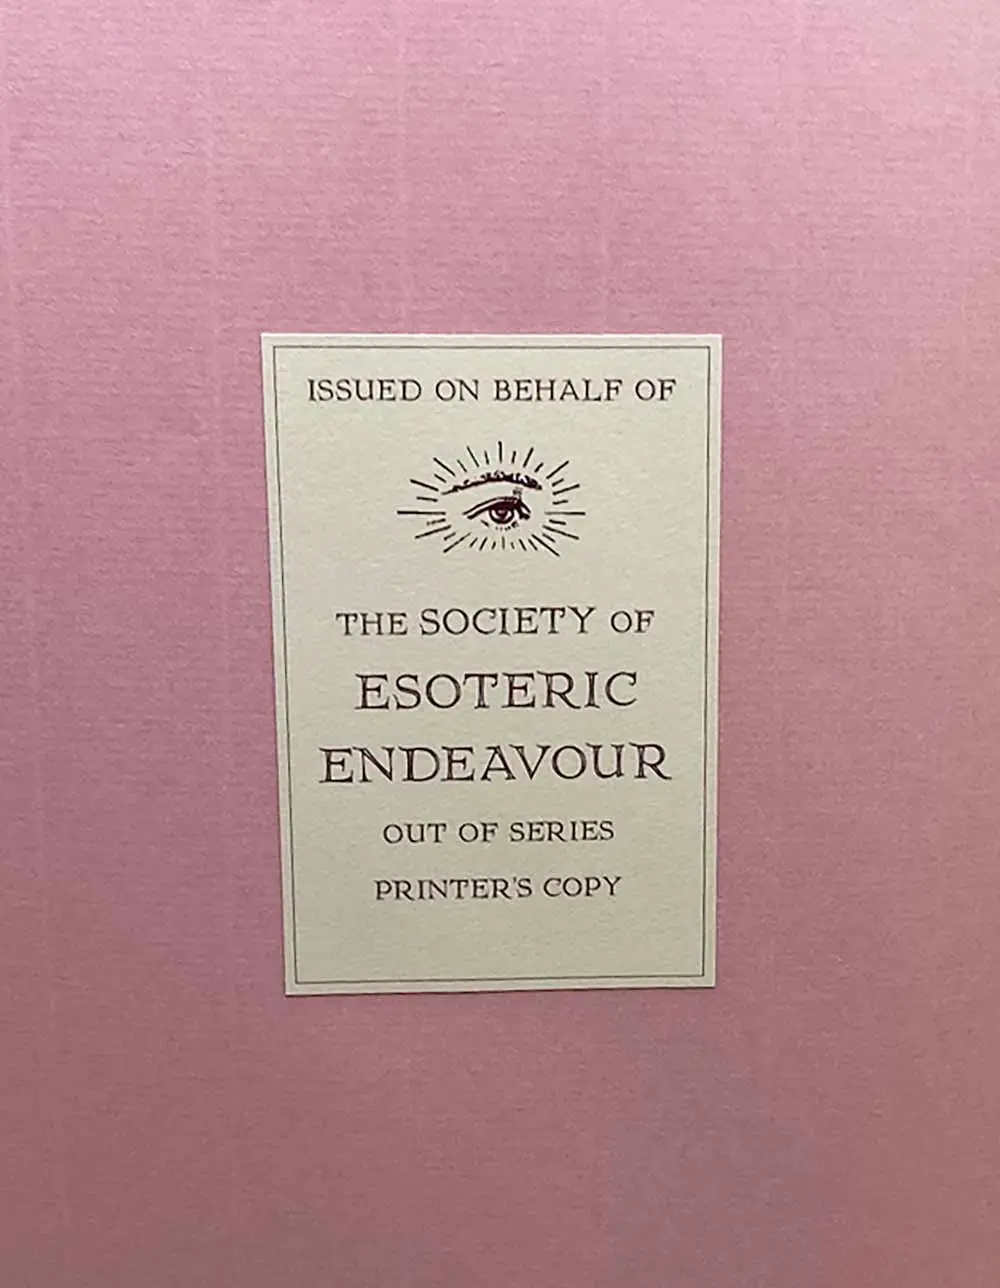 ISSUED ON BEHALF OF
THE SOCIETY OF
ESOTERIC
ENDEAVOUR
OUT OF SERIES
PRINTER'S COPY